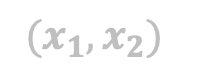 (x₁, x₂)